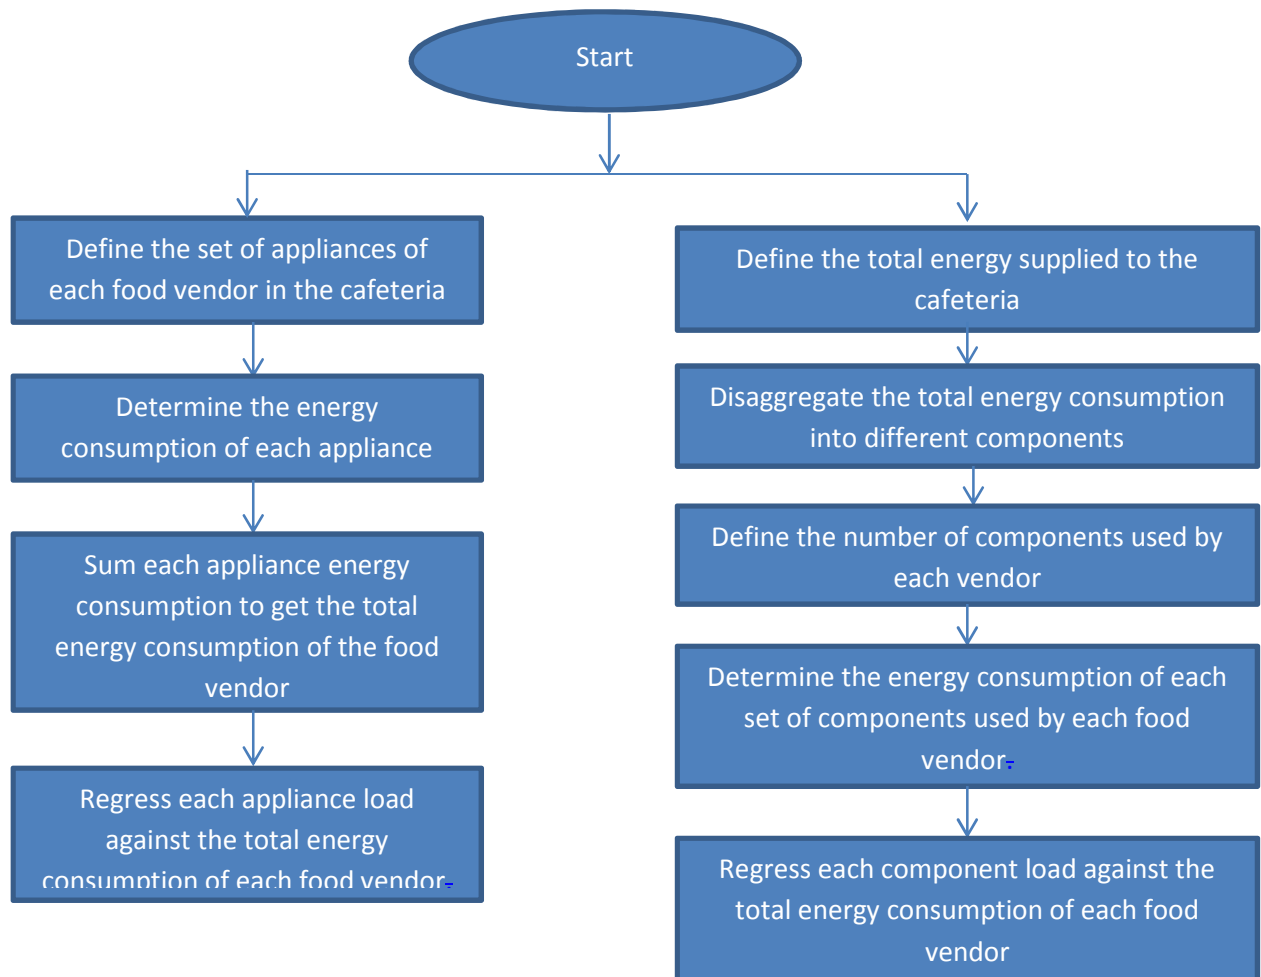 Start
Define the set of appliances of
each food vendor in the cafeteria
Determine the energy
consumption of each appliance
Sum each appliance energy
consumption to get the total
energy consumption of the food
vendor
Regress each appliance load
against the total energy
consumption of each food vendor.
Define the total energy supplied to the
cafeteria
Disaggregate the total energy consumption
into different components
Define the number of components used by
each vendor
Determine the energy consumption of each
set of components used by each food
vendor.
Regress each component load against the
total energy consumption of each food
vendor